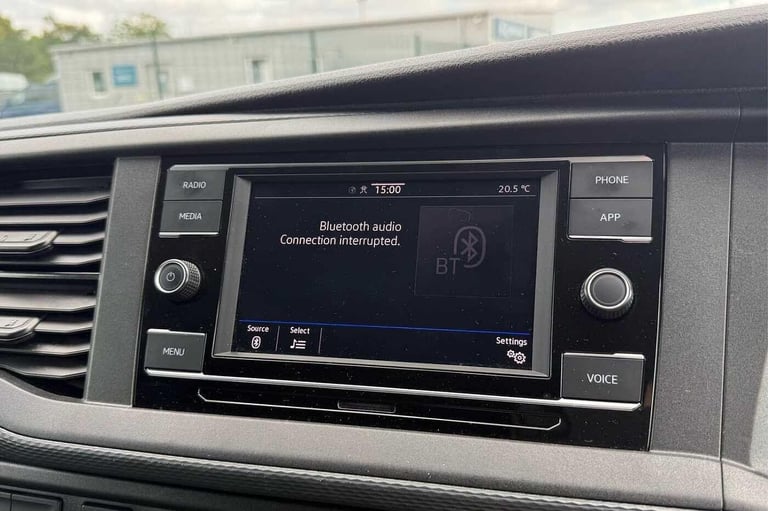 RADIO
MEDIA
MENU
15:00
20.5 °C
Bluetooth audio
Connection interrupted.
BT
Source
Select
Settings
PHONE
APP
VOICE